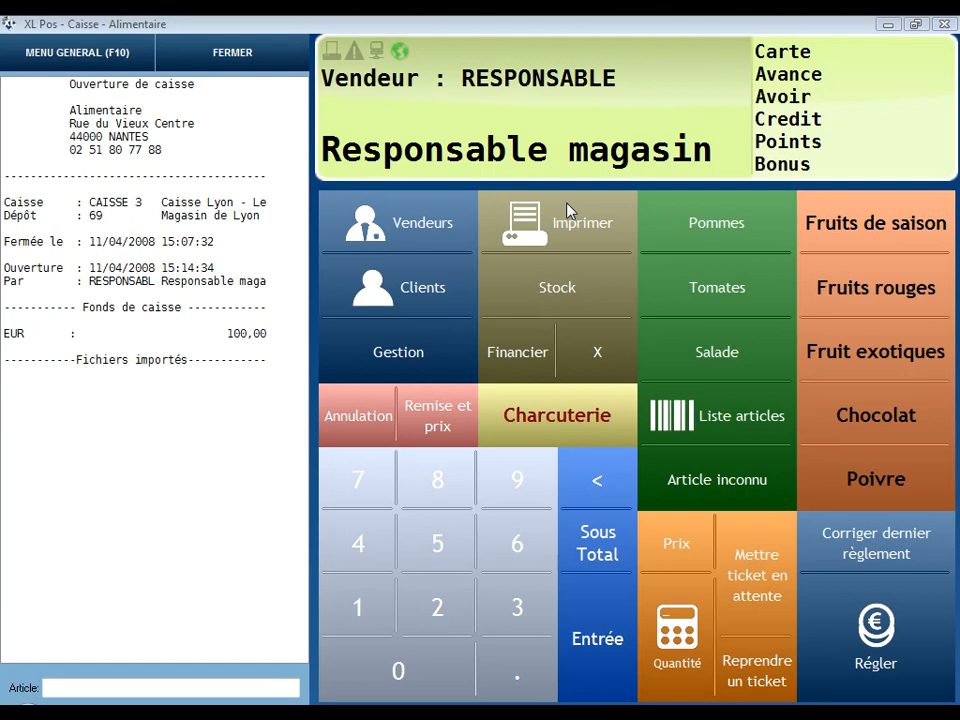 XL Pos - Caisse - Alimentaire
MENU GENERAL (F10)
FERMER
Ouverture de caisse
Alimentaire
Rue du Vieux Centre
44000 NANTES
02 51 80 77 88
----------------------------------------
Caisse : CAISSE 3 Caisse Lyon - Le
Dépôt : 69 Magasin de Lyon
Fermée le : 11/04/2008 15:07:32
Ouverture : 11/04/2008 15:14:34
Par : RESPONSABL Responsable maga
---------- Fonds de caisse ------------
EUR : 100,00
-----------Fichiers importés------------
Article:
Vendeur : RESPONSABLE
Responsable magasin
Carte
Avance
Avoir
Credit
Points
Bonus
Vendeurs
Imprimer
Pommes
Fruits de saison
Clients
Stock
Tomates
Fruits rouges
Gestion
Financier
X
Salade
Fruit exotiques
Annulation
Remise et
prix
Charcuterie
Liste articles
Chocolat
7
8
9
<
Article inconnu
Poivre
4
5
6
Sous
Total
Prix
Mettre
ticket en
attente
Corriger dernier
règlement
1
2
3
Entrée
Quantité
€
Régler
0
.
Reprendre
un ticket